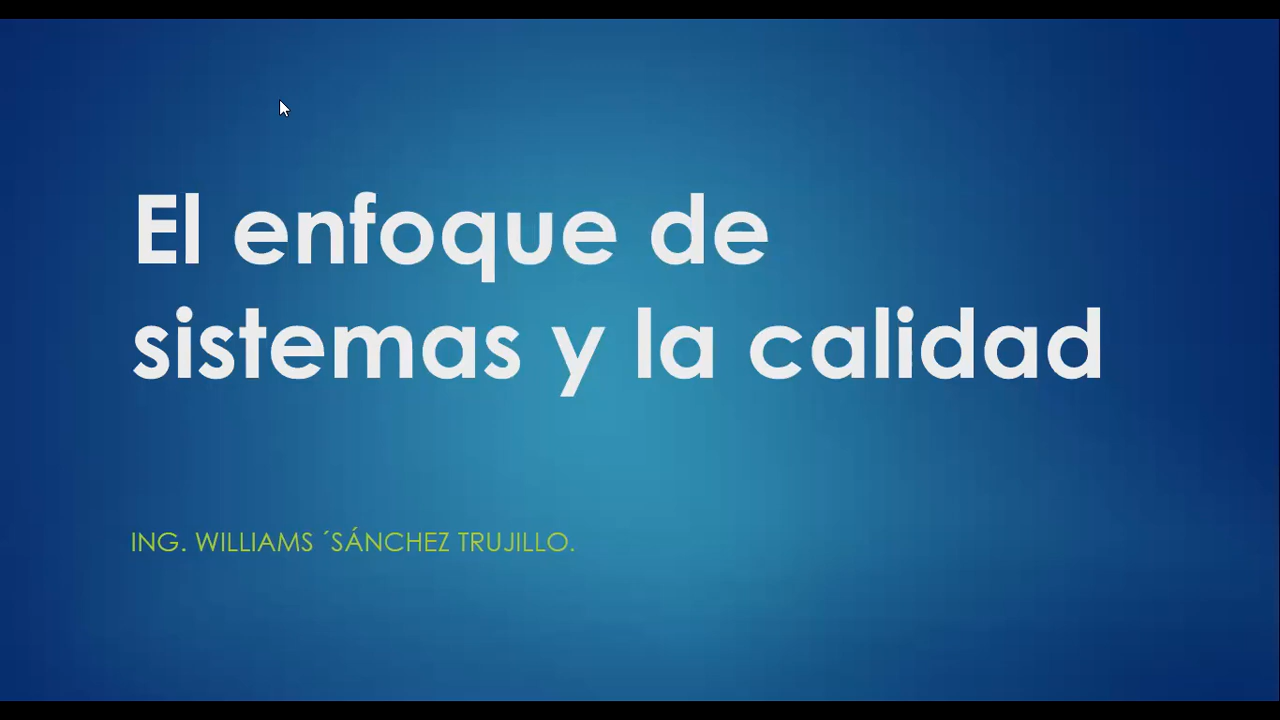 El enfoque de
sistemas y la calidad
ING. WILLIAMS ´SÁNCHEZ TRUJILLO.